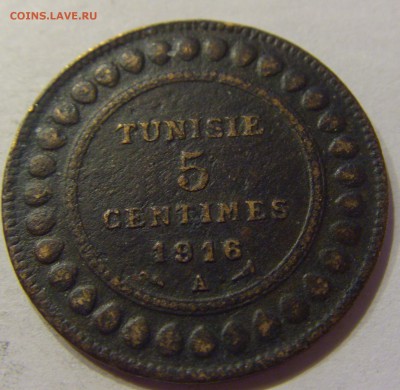 COINS.LAVE.RU
TUNISIE
5
CENTIMES
1916
A